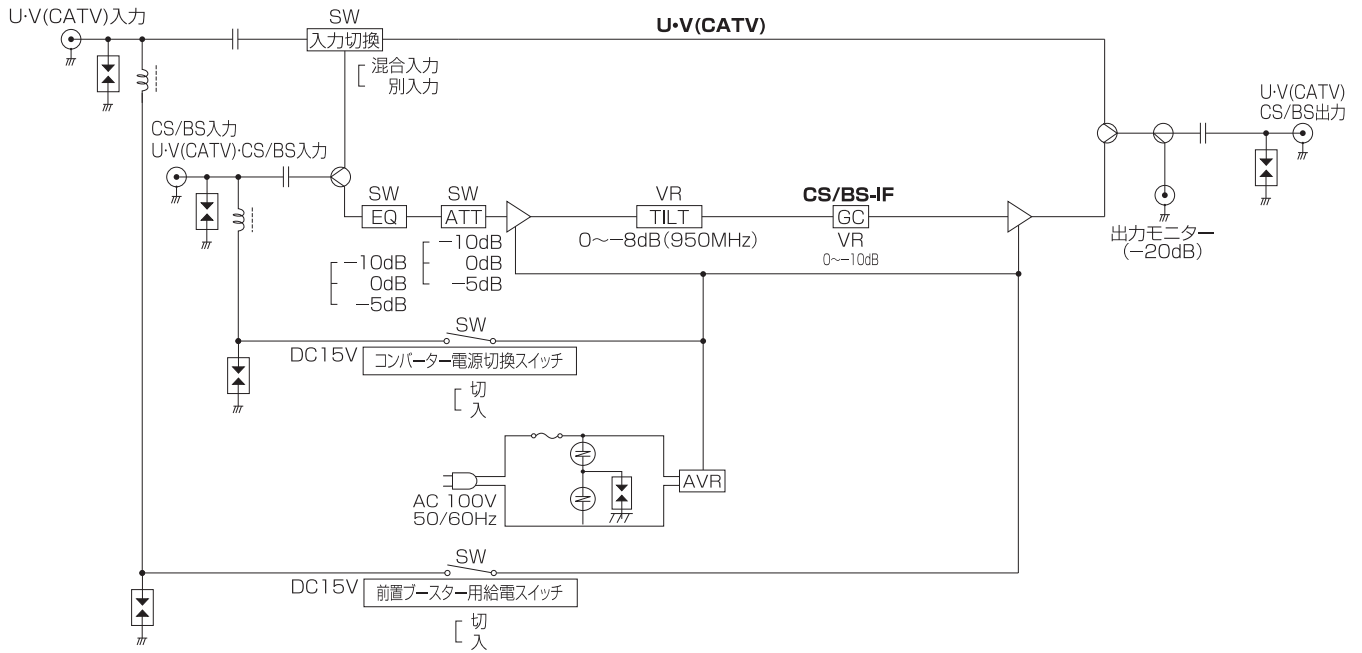 U・V(CATV)入力
SW
入力切換
混合入力
別入力
U・V(CATV)
U・V(CATV)
CS/BS出力
CS/BS入力
U・V(CATV)・CS/BS入力
SW
EQ
−10dB
0dB
−5dB
SW
ATT
−10dB
0dB
−5dB
VR
TILT
0〜−8dB(950MHz)
CS/BS-IF
GC
VR
0〜−10dB
出力モニター
(−20dB)
SW
DC15V
コンバーター電源切換スイッチ
切
入
AC 100V
50/60Hz
AVR
SW
DC15V
前置ブースター用給電スイッチ
切
入